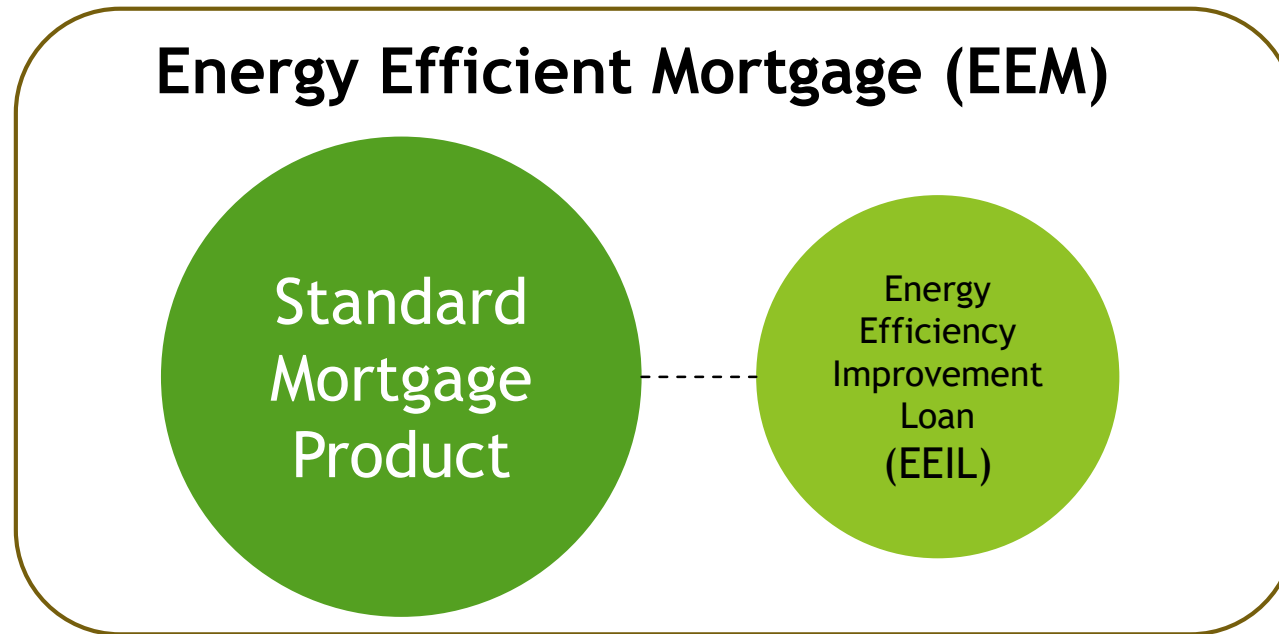 Energy Efficient Mortgage (EEM)
Standard
Mortgage
Product
Energy
Efficiency
Improvement
Loan
(EEIL)